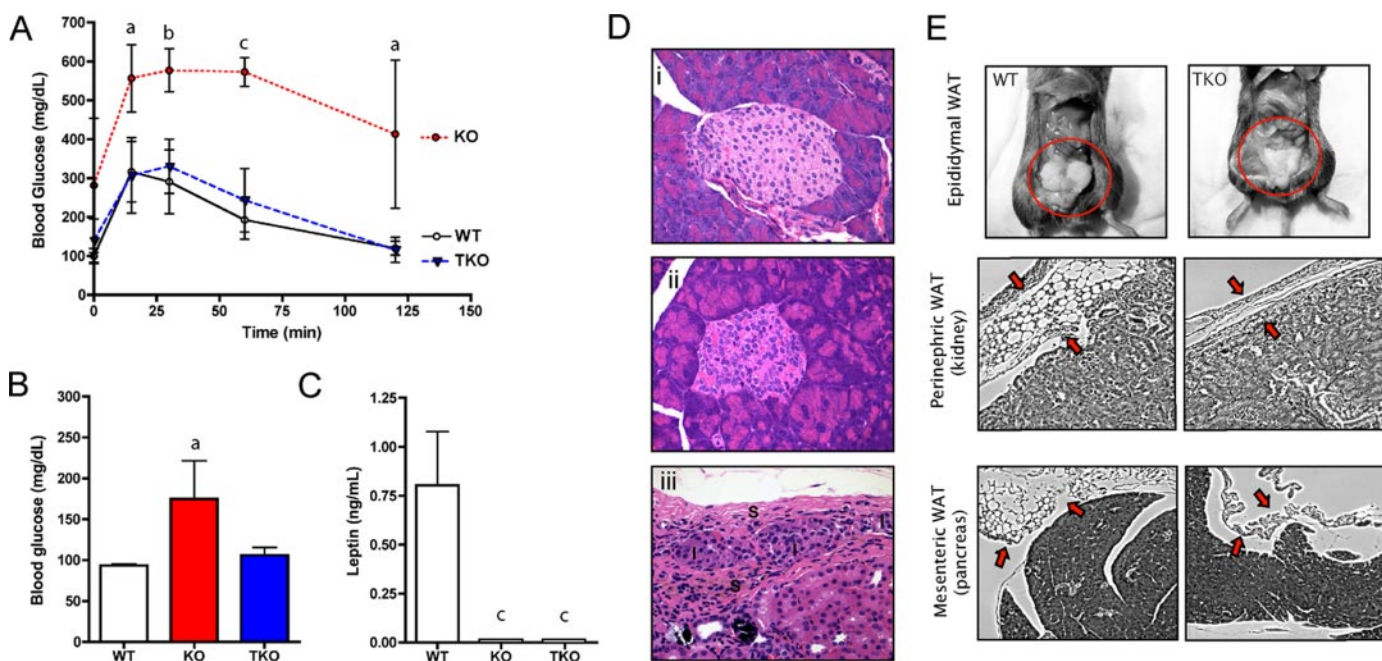 A
Blood Glucose (mg/dL)
700
600
500
400
300
200
100
0
a
b
c
a
KO
WT
TKO
0
25
50
75
100
125
150
Time (min)
B
Blood glucose (mg/dL)
300
250
200
150
100
50
0
a
WT
KO
TKO
C
Leptin (ng/mL)
1.25
1.00
0.75
0.50
0.25
0.00
c
c
WT
KO
TKO
D
i
ii
iii
S
I
I
I
S
E
Epididymal WAT
WT
TKO
Perinephric WAT
(kidney)
Mesenteric WAT
(pancreas)